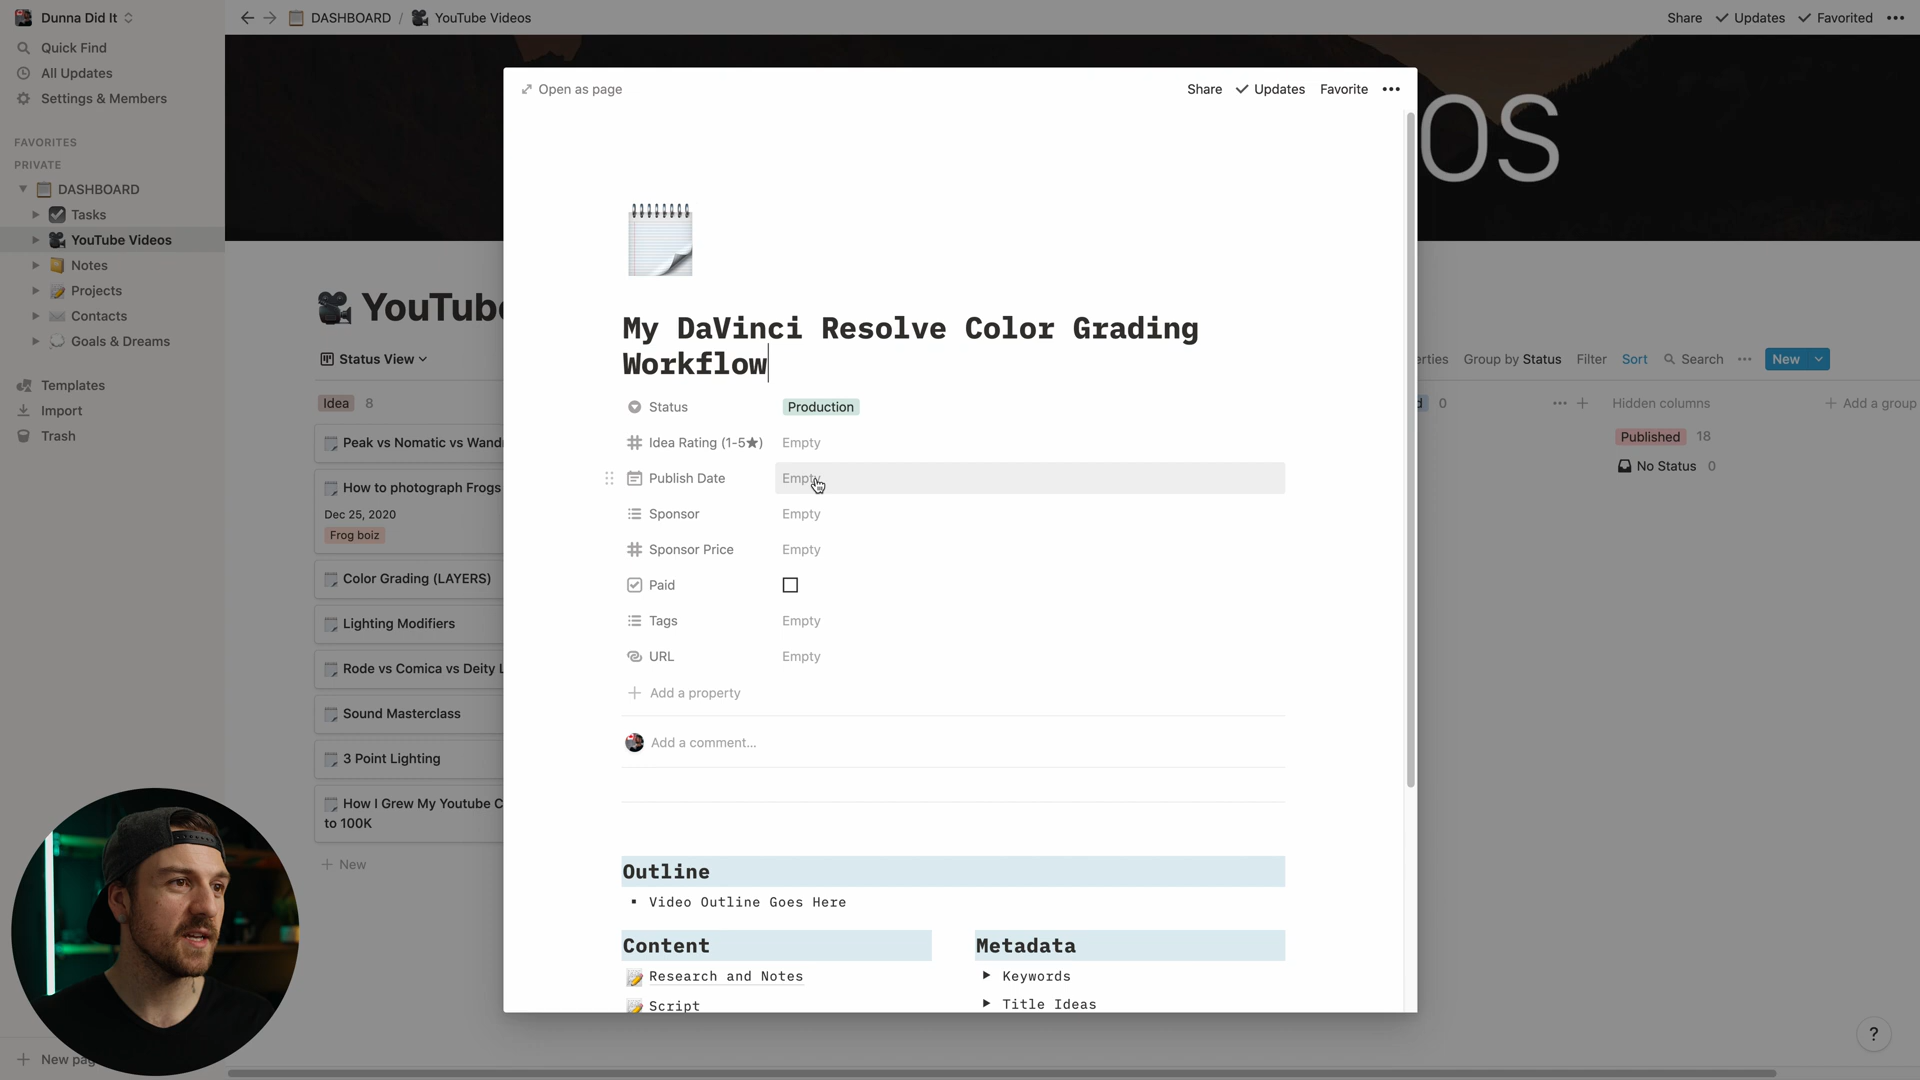 Dunna Did It
DASHBOARD / YouTube Videos
Share Updates Favorited
Quick Find
All Updates
Settings & Members
FAVORITES
PRIVATE
DASHBOARD
Tasks
YouTube Videos
Notes
Projects
Contacts
Goals & Dreams
Templates
Import
Trash
New
OS
YouTube
Status View
Idea 8
Peak vs Nomatic vs
How to photograph Frogs
Dec 25, 2020
Frog boiz
Color Grading (LAYERS)
Lighting Modifiers
Rode vs Comica vs Deity
Sound Masterclass
3 Point Lighting
How I Grew My Youtube
to 100K
New
Open as page
Share Updates Favorite
My DaVinci Resolve Color Grading
Workflow
Status Production
Idea Rating (1-5★) Empty
Publish Date Empty
Sponsor Empty
Sponsor Price Empty
Paid
Tags Empty
URL Empty
Add a property
Add a comment...
Outline
Video Outline Goes Here
Content
Research and Notes
Script
Metadata
Keywords
Title Ideas
erties Group by Status Filter Sort Search New
d 0 Hidden columns Add a group
Published 18
No Status 0
?